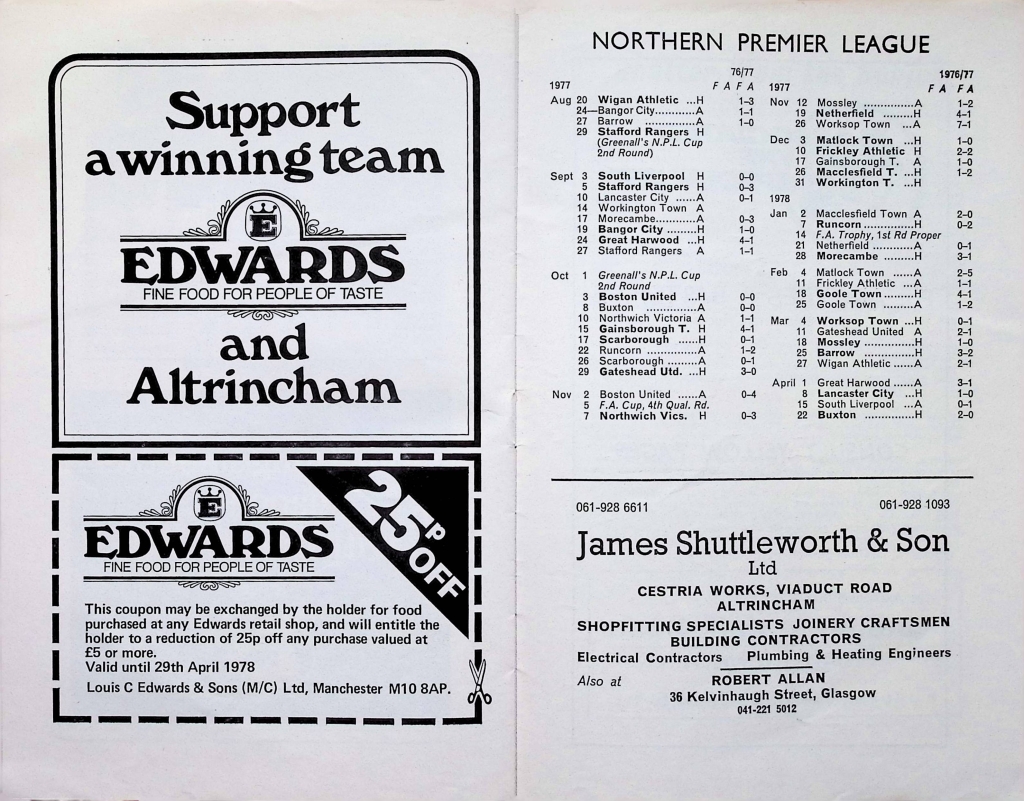 Support
a winning team
E
EDWARDS
FINE FOOD FOR PEOPLE OF TASTE
and
Altrincham
E
EDWARDS
FINE FOOD FOR PEOPLE OF TASTE
25P OFF
This coupon may be exchanged by the holder for food
purchased at any Edwards retail shop, and will entitle the
holder to a reduction of 25p off any purchase valued at
£5 or more.
Valid until 29th April 1978
Louis C Edwards & Sons (M/C) Ltd, Manchester M10 8AP.
NORTHERN PREMIER LEAGUE
76/77
1977 F A F A
Aug 20 Wigan Athletic ...H 1–3
24—Bangor City............A 1–1
27 Barrow ...............A 1–0
29 Stafford Rangers H
(Greenall's N.P.L. Cup
2nd Round)
Sept 3 South Liverpool H 0–0
5 Stafford Rangers H 0–3
10 Lancaster City ......A 0–1
14 Workington Town A
17 Morecambe............A 0–3
19 Bangor City .........H 1–0
24 Great Harwood ...H 4–1
27 Stafford Rangers A 1–1
Oct 1 Greenall's N.P.L. Cup
2nd Round
3 Boston United ...H 0–0
8 Buxton ...............A 0–0
10 Northwich Victoria A 1–1
15 Gainsborough T. H 4–1
17 Scarborough ......H 0–1
22 Runcorn ...............A 1–2
26 Scarborough .........A 0–1
29 Gateshead Utd. ...H 3–0
Nov 2 Boston United ......A 0–4
5 F.A. Cup, 4th Qual. Rd.
7 Northwich Vics. H 0–3
1976/77
1977 F A F A
Nov 12 Mossley ...............A 1–2
19 Netherfield .........H 4–1
26 Worksop Town ...A 7–1
Dec 3 Matlock Town ...H 1–0
10 Frickley Athletic H 2–2
17 Gainsborough T. A 1–0
26 Macclesfield T. ...H 1–2
31 Workington T. ...H
1978
Jan 2 Macclesfield Town A 2–0
7 Runcorn...............H 0–2
14 F.A. Trophy, 1st Rd Proper
21 Netherfield ............A 0–1
28 Morecambe .........H 3–1
Feb 4 Matlock Town ......A 2–5
11 Frickley Athletic ...A 1–1
18 Goole Town.........H 4–1
25 Goole Town............A 1–2
Mar 4 Worksop Town ...H 0–1
11 Gateshead United A 2–1
18 Mossley...............H 1–0
25 Barrow ...............H 3–2
27 Wigan Athletic ......A 2–1
April 1 Great Harwood......A 3–1
8 Lancaster City ...H 1–0
15 South Liverpool ...A 0–1
22 Buxton ...............H 2–0
061-928 6611 061-928 1093
James Shuttleworth & Son
Ltd
CESTRIA WORKS, VIADUCT ROAD
ALTRINCHAM
SHOPFITTING SPECIALISTS JOINERY CRAFTSMEN
BUILDING CONTRACTORS
Electrical Contractors Plumbing & Heating Engineers
Also at ROBERT ALLAN
36 Kelvinhaugh Street, Glasgow
041-221 5012